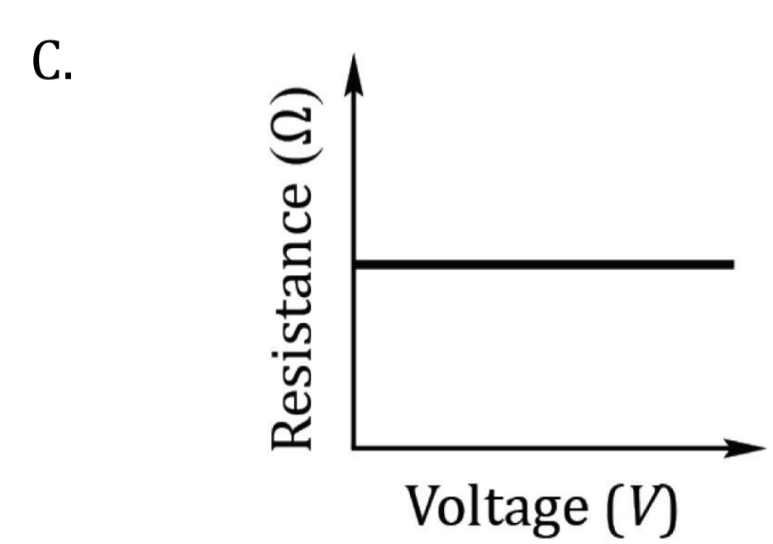 C.
Resistance (Ω)
Voltage (V)